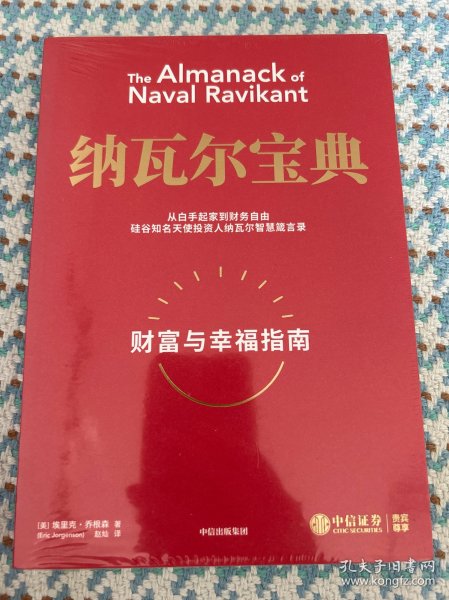 The Almanack of
Naval Ravikant
纳瓦尔宝典
从白手起家到财务自由
硅谷知名天使投资人纳瓦尔智慧箴言录
财富与幸福指南
[美] 埃里克·乔根森 著
(Eric Jorgenson) 赵灿 译
中信出版集团
中信证券
CITIC SECURITIES
贵宾
尊享
孔夫子旧书网
www.kongfz.com